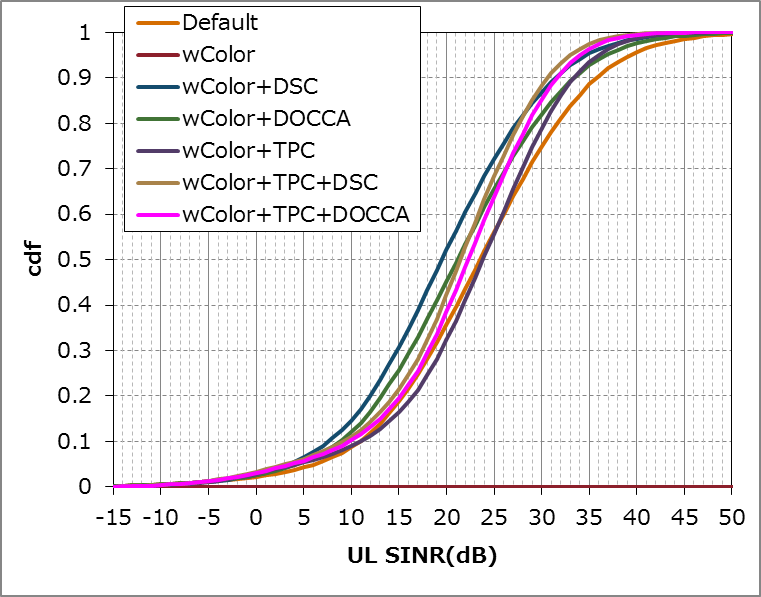 Default
wColor
wColor+DSC
wColor+DOCCA
wColor+TPC
wColor+TPC+DSC
wColor+TPC+DOCCA
1
0.9
0.8
0.7
0.6
0.5
0.4
0.3
0.2
0.1
0
cdf
-15 -10 -5 0 5 10 15 20 25 30 35 40 45 50
UL SINR(dB)